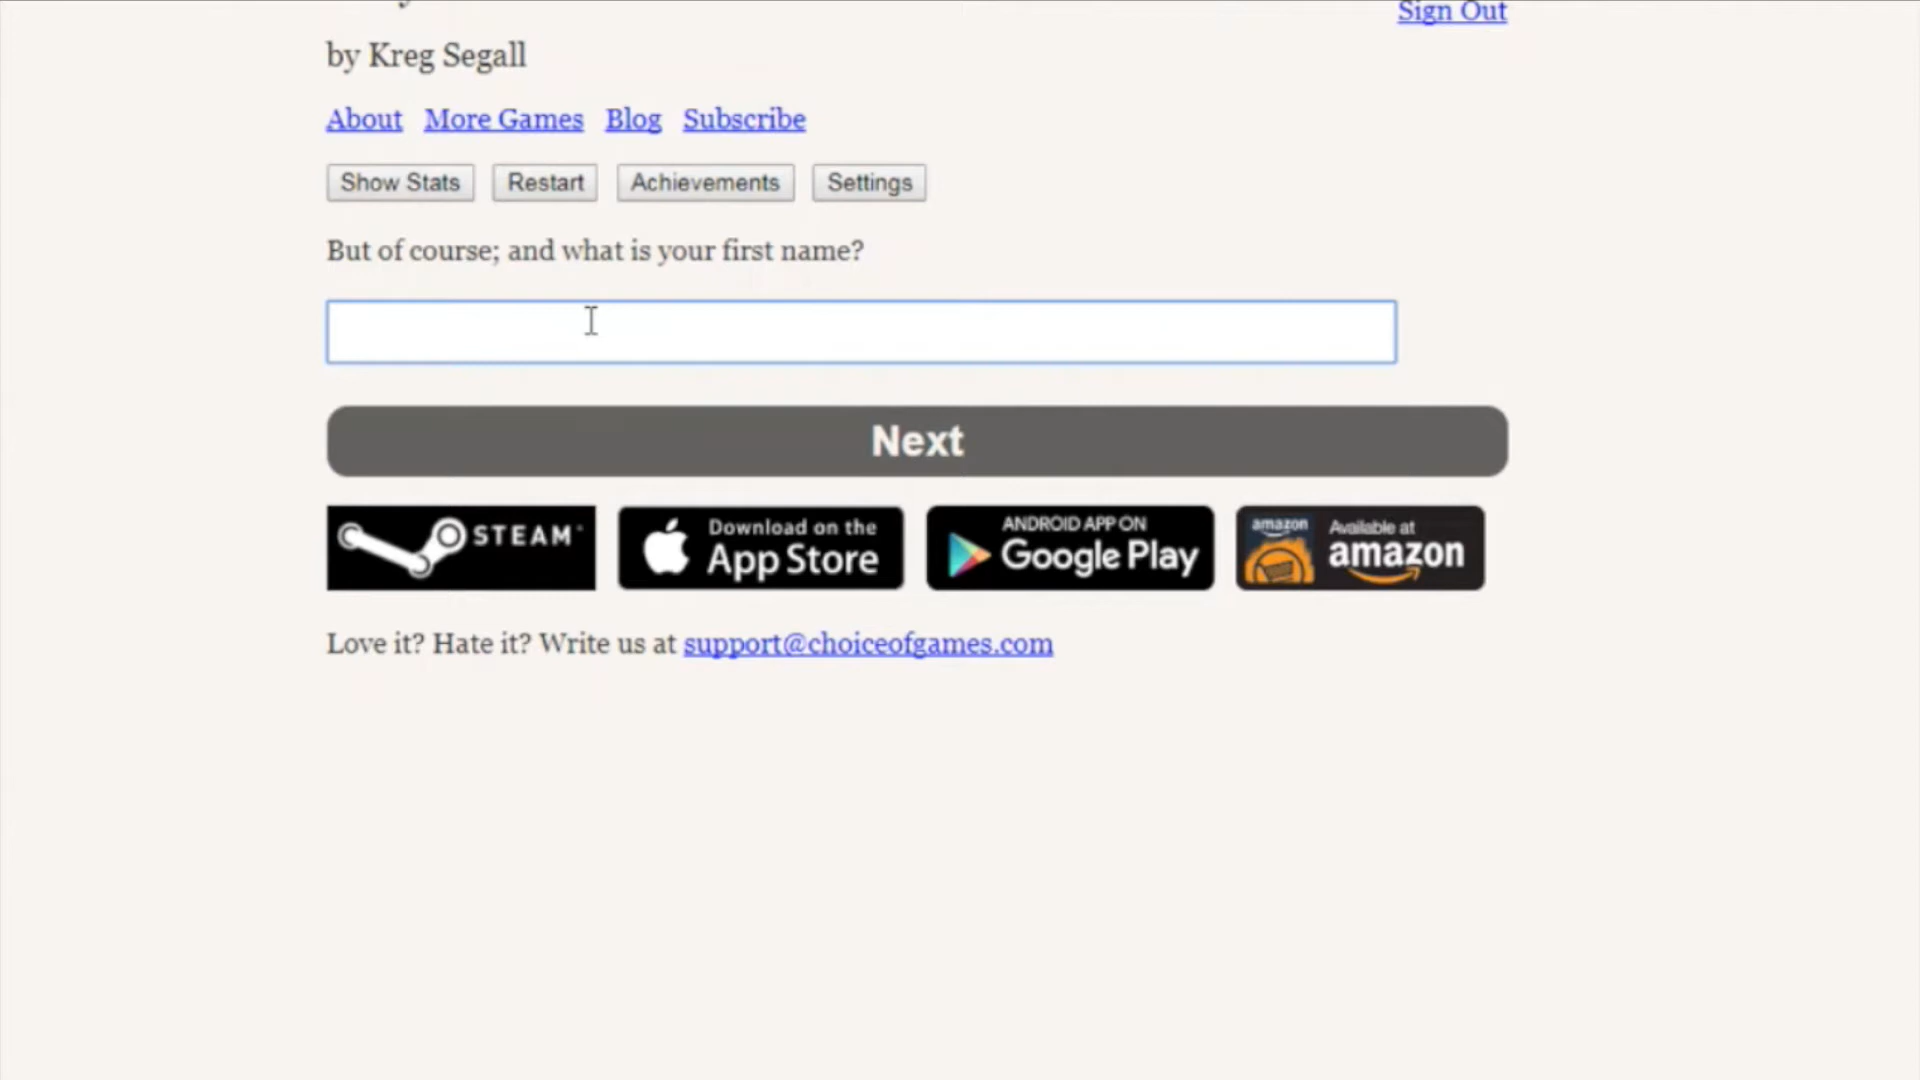 Sign Out
by Kreg Segall
About More Games Blog Subscribe
Show Stats Restart Achievements Settings
But of course; and what is your first name?
Next
STEAM
Download on the
App Store
ANDROID APP ON
Google Play
amazon
Available at
amazon
Love it? Hate it? Write us at support@choiceofgames.com